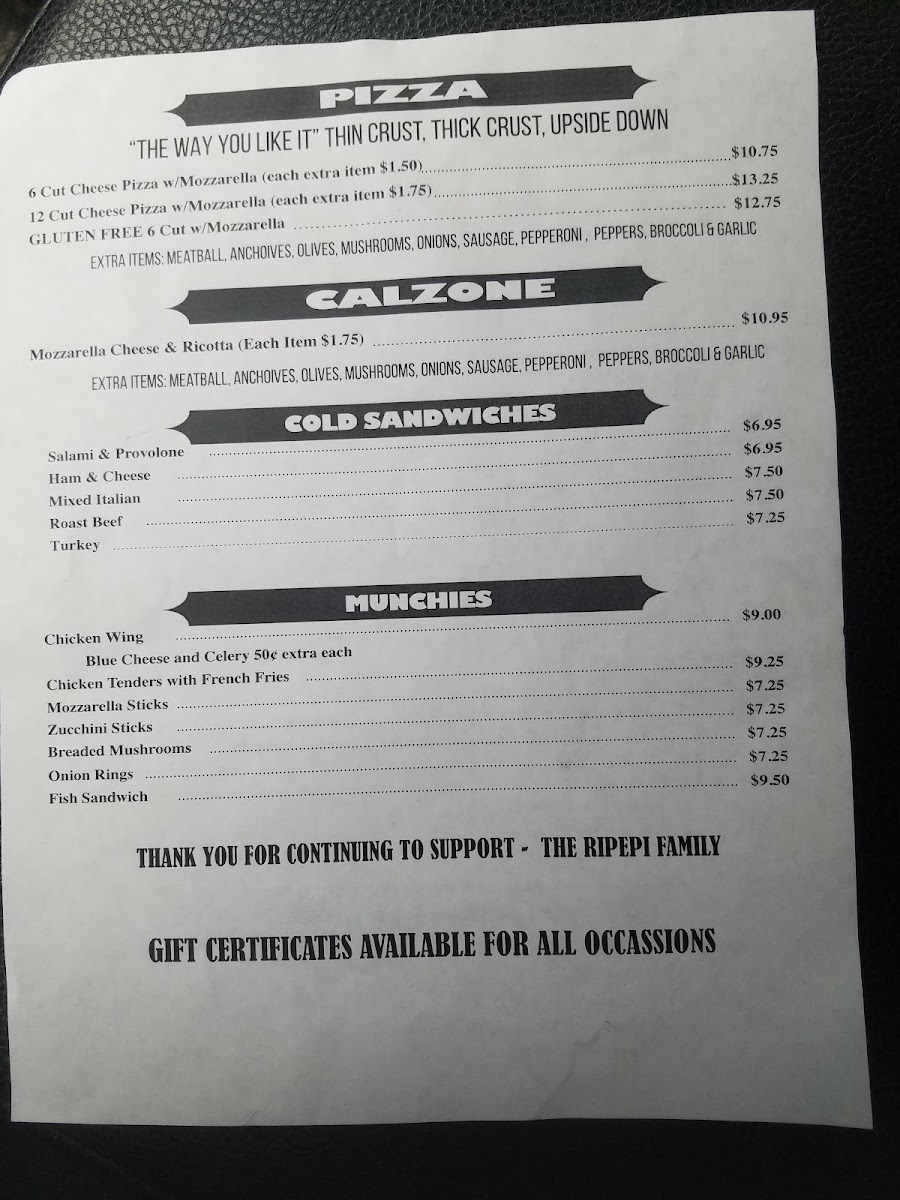 PIZZA
"THE WAY YOU LIKE IT" THIN CRUST, THICK CRUST, UPSIDE DOWN
6 Cut Cheese Pizza w/Mozzarella (each extra item $1.50) $10.75
12 Cut Cheese Pizza w/Mozzarella (each extra item $1.75) $13.25
GLUTEN FREE 6 Cut w/Mozzarella $12.75
EXTRA ITEMS: MEATBALL, ANCHOIVES, OLIVES, MUSHROOMS, ONIONS, SAUSAGE, PEPPERONI , PEPPERS, BROCCOLI & GARLIC
CALZONE
Mozzarella Cheese & Ricotta (Each Item $1.75) $10.95
EXTRA ITEMS: MEATBALL, ANCHOIVES, OLIVES, MUSHROOMS, ONIONS, SAUSAGE, PEPPERONI , PEPPERS, BROCCOLI & GARLIC
COLD SANDWICHES
Salami & Provolone $6.95
Ham & Cheese $6.95
Mixed Italian $7.50
Roast Beef $7.50
Turkey $7.25
MUNCHIES
Chicken Wing $9.00
Blue Cheese and Celery 50¢ extra each
Chicken Tenders with French Fries $9.25
Mozzarella Sticks $7.25
Zucchini Sticks $7.25
Breaded Mushrooms $7.25
Onion Rings $7.25
Fish Sandwich $9.50
THANK YOU FOR CONTINUING TO SUPPORT - THE RIPEPI FAMILY
GIFT CERTIFICATES AVAILABLE FOR ALL OCCASSIONS